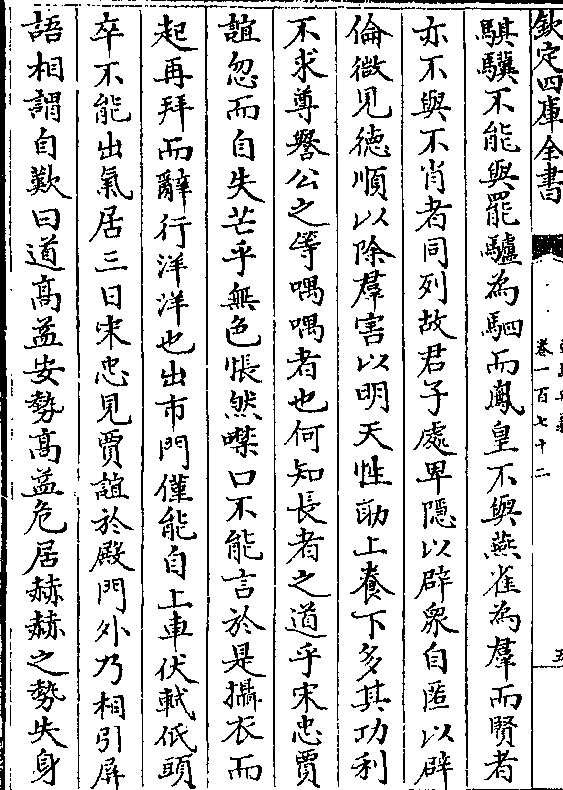 欽定四庫全書
卷一百七十二
五
騏驥不能與罷驢為駟而鳳皇不與燕雀為羣而賢者
亦不與不肖者同列故君子處卑隱以辟衆自匿以辟
倫微見德順以除羣害以明天性助上養下多其功利
不求尊譽公之等喁喁者也何知長者之道乎宋忠賈
誼忽而自失芒乎無色悵然噤口不能言於是攝衣而
起再拜而辭行洋洋也出市門僅能自上車伏軾低頭
卒不能出氣居三日宋忠見賈誼於殿門外乃相引屏
語相謂自歎曰道高益安勢高益危居赫赫之勢失身